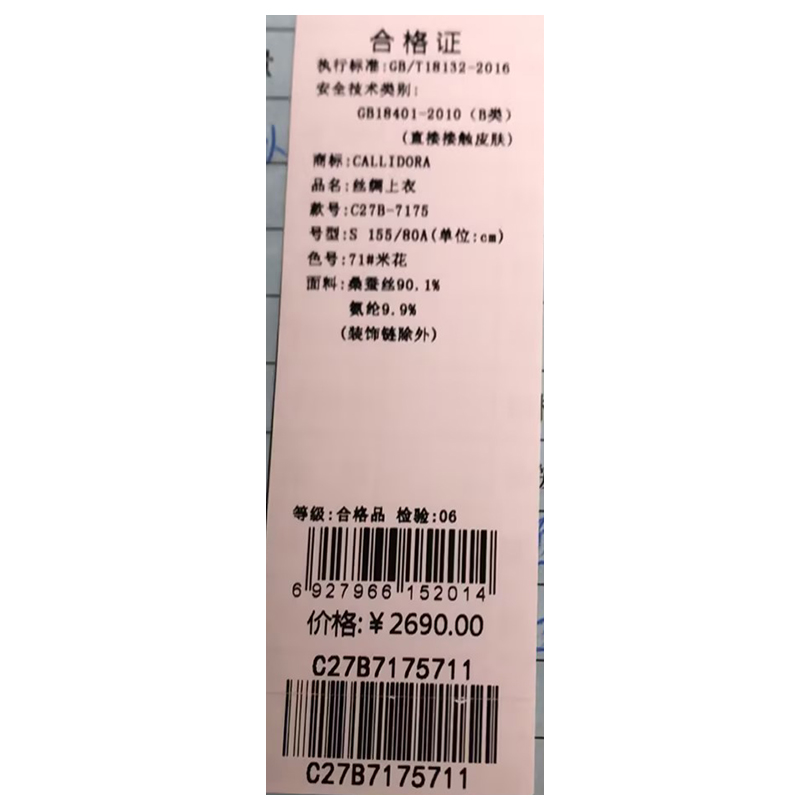 合格证
执行标准:GB/T18132-2016
安全技术类别:
GB18401-2010（B类）
（直接接触皮肤）
商标:CALLIDORA
品名:丝绸上衣
款号:C27B-7175
号型:S 155/80A(单位:cm)
色号:71#米花
面料:桑蚕丝90.1%
氨纶9.9%
（装饰链除外）
等级:合格品 检验:06
6 927966 152014
价格:￥2690.00
C27B7175711
C27B7175711